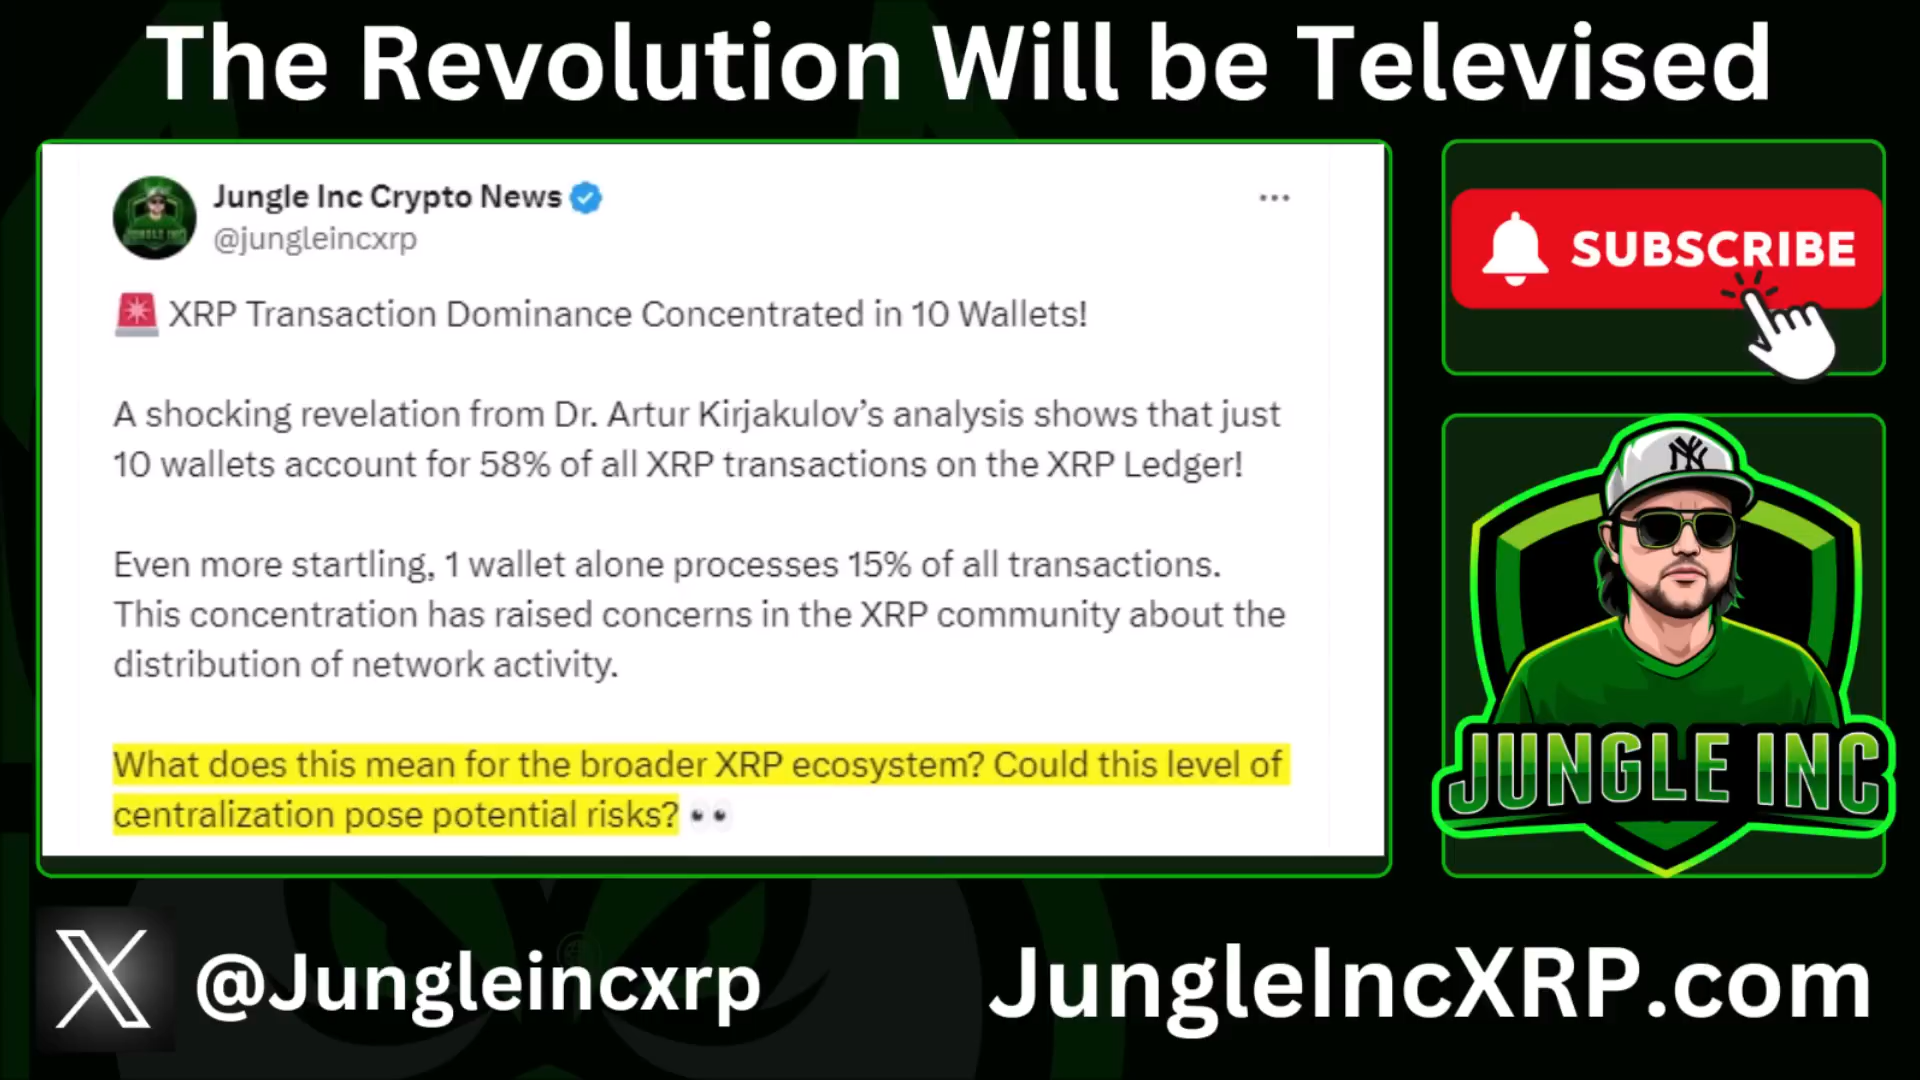 The Revolution Will be Televised
Jungle Inc Crypto News
@jungleincxrp
🚨 XRP Transaction Dominance Concentrated in 10 Wallets!
A shocking revelation from Dr. Artur Kirjakulov’s analysis shows that just
10 wallets account for 58% of all XRP transactions on the XRP Ledger!
Even more startling, 1 wallet alone processes 15% of all transactions.
This concentration has raised concerns in the XRP community about the
distribution of network activity.
What does this mean for the broader XRP ecosystem? Could this level of
centralization pose potential risks? 👀
SUBSCRIBE
NY
JUNGLE INC
@Jungleincxrp
JungleIncXRP.com